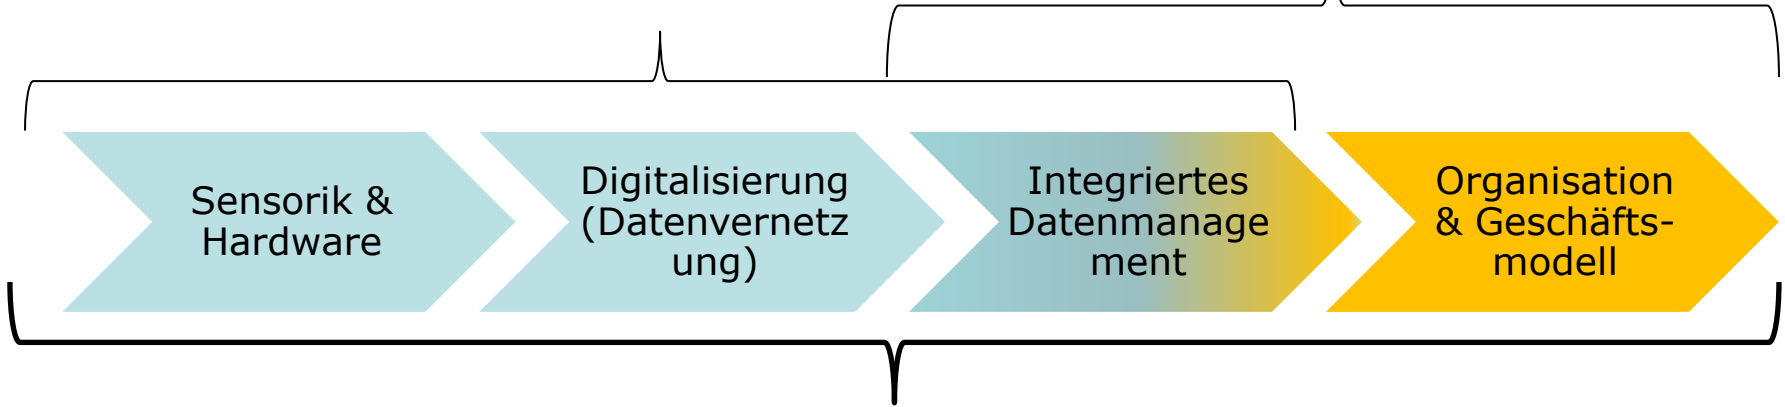 Sensorik &
Hardware
Digitalisierung
(Datenvernetz
ung)
Integriertes
Datenmanage
ment
Organisation
& Geschäfts-
modell